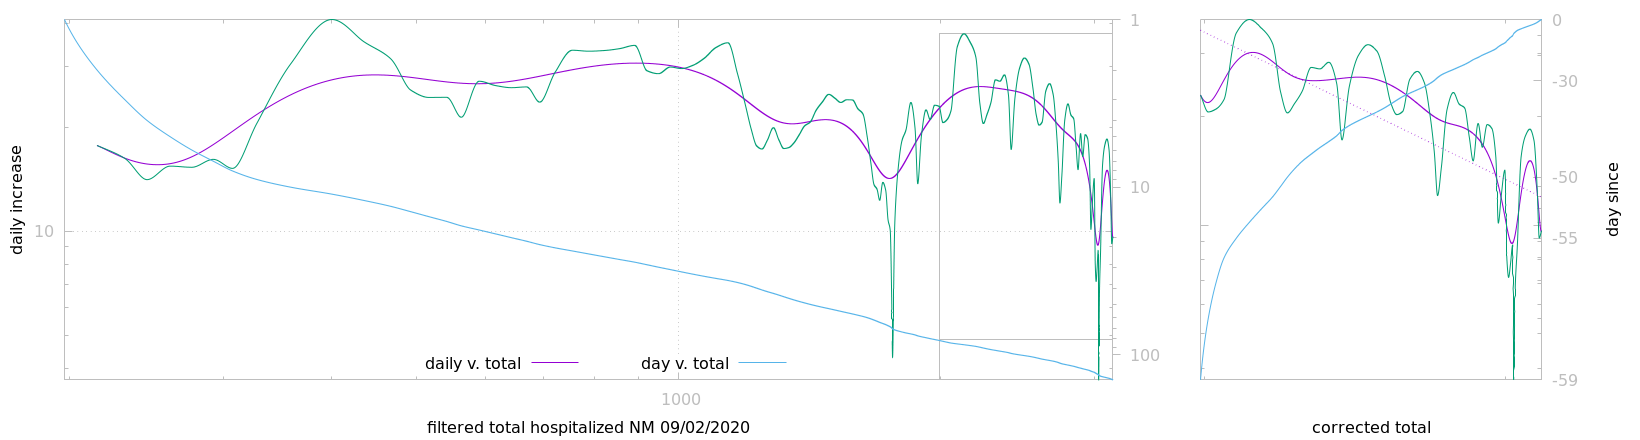 daily increase
10
daily v. total
day v. total
1000
filtered total hospitalized NM 09/02/2020
1
10
100
0
-30
-50
-55
-59
day since
corrected total